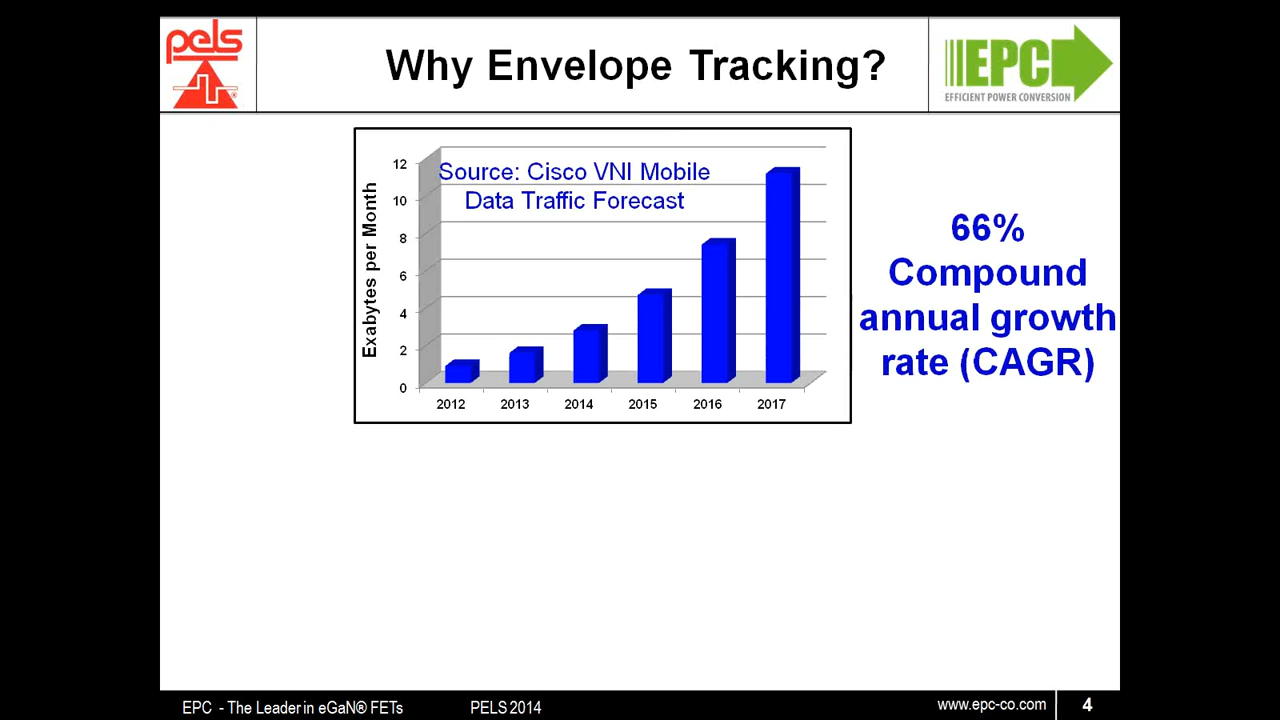 pels
Why Envelope Tracking?
EPC
EFFICIENT POWER CONVERSION
Source: Cisco VNI Mobile
Data Traffic Forecast
Exabytes per Month
12
10
8
6
4
2
0
2012 2013 2014 2015 2016 2017
66%
Compound
annual growth
rate (CAGR)
EPC - The Leader in eGaN® FETs PELS 2014 www.epc-co.com 4